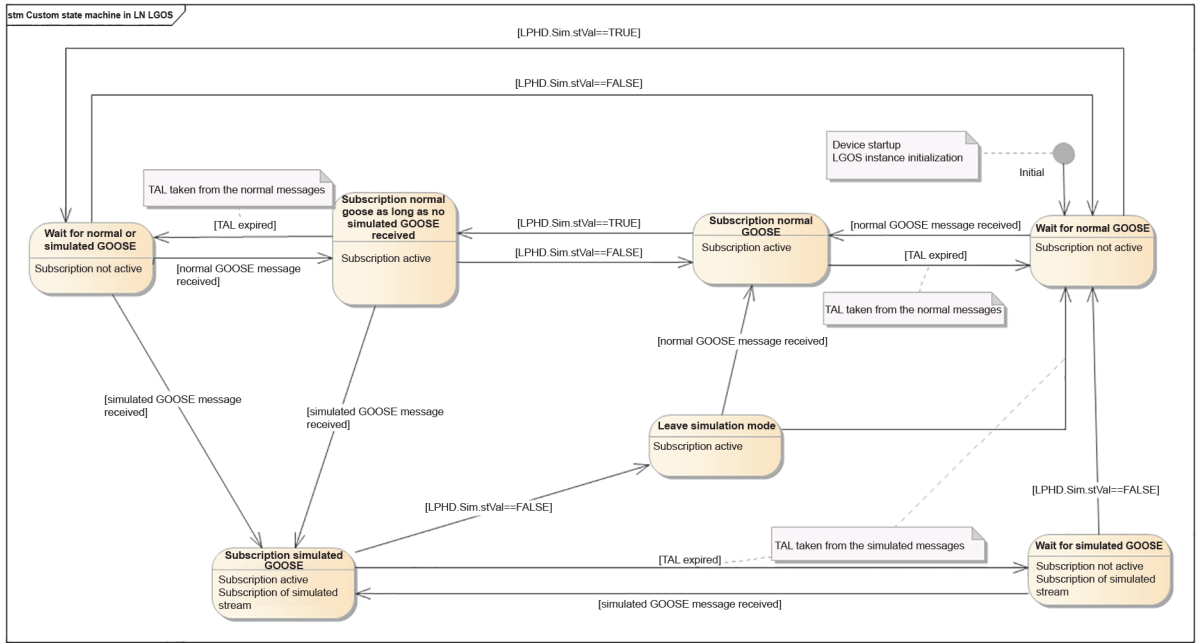 stm Custom state machine in LN LGOS
[LPHD.Sim.stVal==TRUE]
[LPHD.Sim.stVal==FALSE]
Device startup
LGOS instance initialization
Initial
TAL taken from the normal messages
Wait for normal or
simulated GOOSE
Subscription not active
[TAL expired]
[normal GOOSE message
received]
Subscription normal
goose as long as no
simulated GOOSE
received
Subscription active
[LPHD.Sim.stVal==TRUE]
[LPHD.Sim.stVal==FALSE]
Subscription normal
GOOSE
Subscription active
[normal GOOSE message received]
[TAL expired]
Wait for normal GOOSE
Subscription not active
TAL taken from the normal messages
[normal GOOSE message received]
[simulated GOOSE message
received]
[simulated GOOSE message
received]
Leave simulation mode
Subscription active
[LPHD.Sim.stVal==FALSE]
[LPHD.Sim.stVal==FALSE]
Subscription simulated
GOOSE
Subscription active
Subscription of simulated
stream
[TAL expired]
TAL taken from the simulated messages
[simulated GOOSE message received]
Wait for simulated GOOSE
Subscription not active
Subscription of simulated
stream